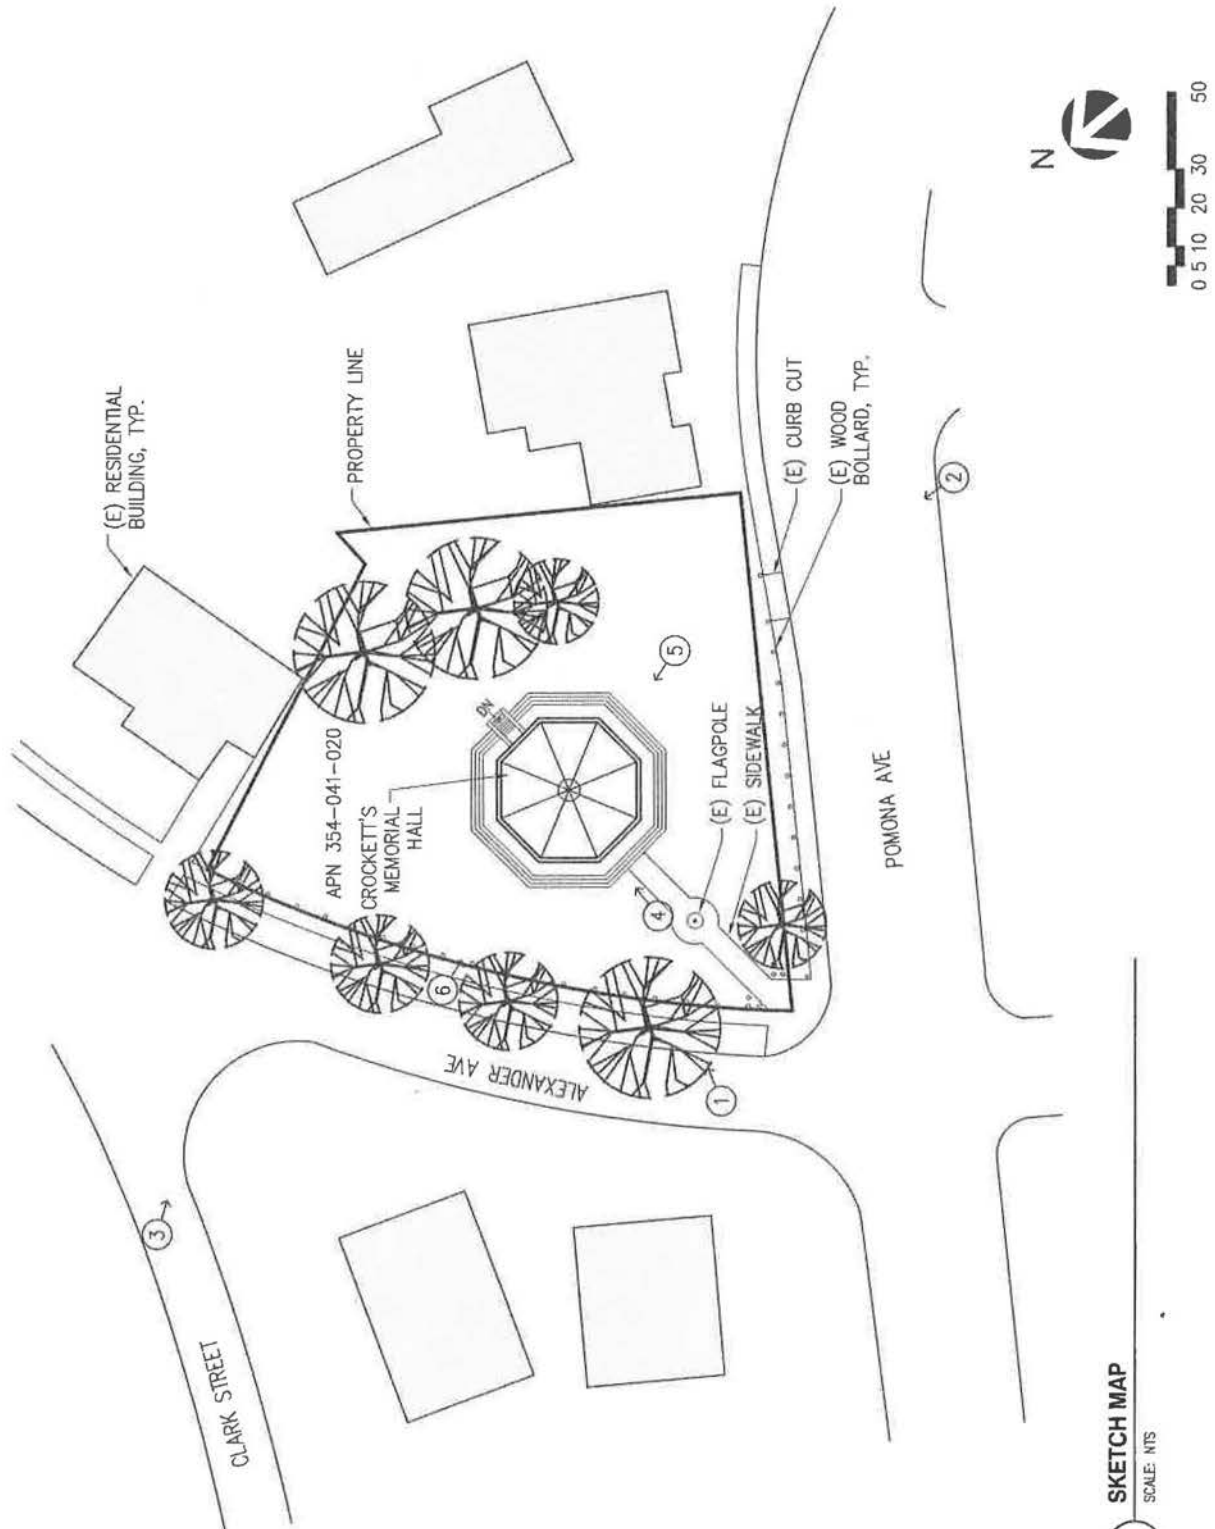 (E) RESIDENTIAL
BUILDING, TYP.
PROPERTY LINE
APN 354-041-020
CROCKETT'S
MEMORIAL
HALL
DN
(E) FLAGPOLE
(E) SIDEWALK
(E) CURB CUT
(E) WOOD
BOLLARD, TYP.
CLARK STREET
ALEXANDER AVE
POMONA AVE
1
2
3
4
5
6
N
0 5 10 20 30 50
SKETCH MAP
SCALE: NTS